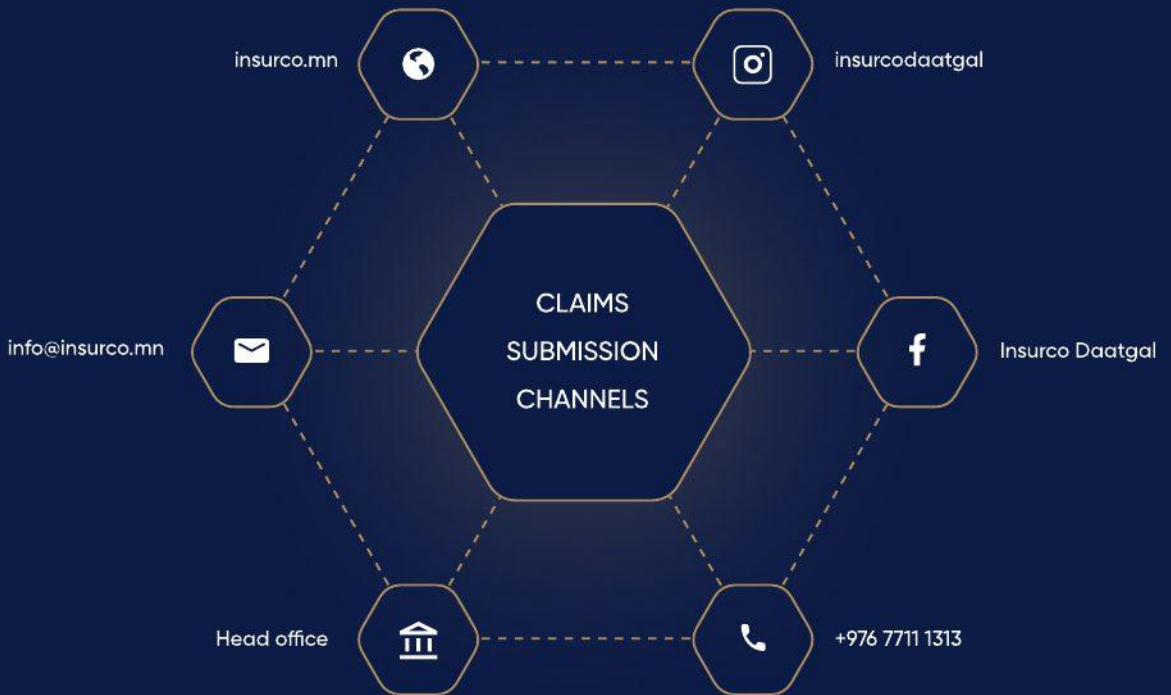 insurco.mn
insurcodaatgal
CLAIMS
SUBMISSION
CHANNELS
info@insurco.mn
Insurco Daatgal
Head office
+976 7711 1313